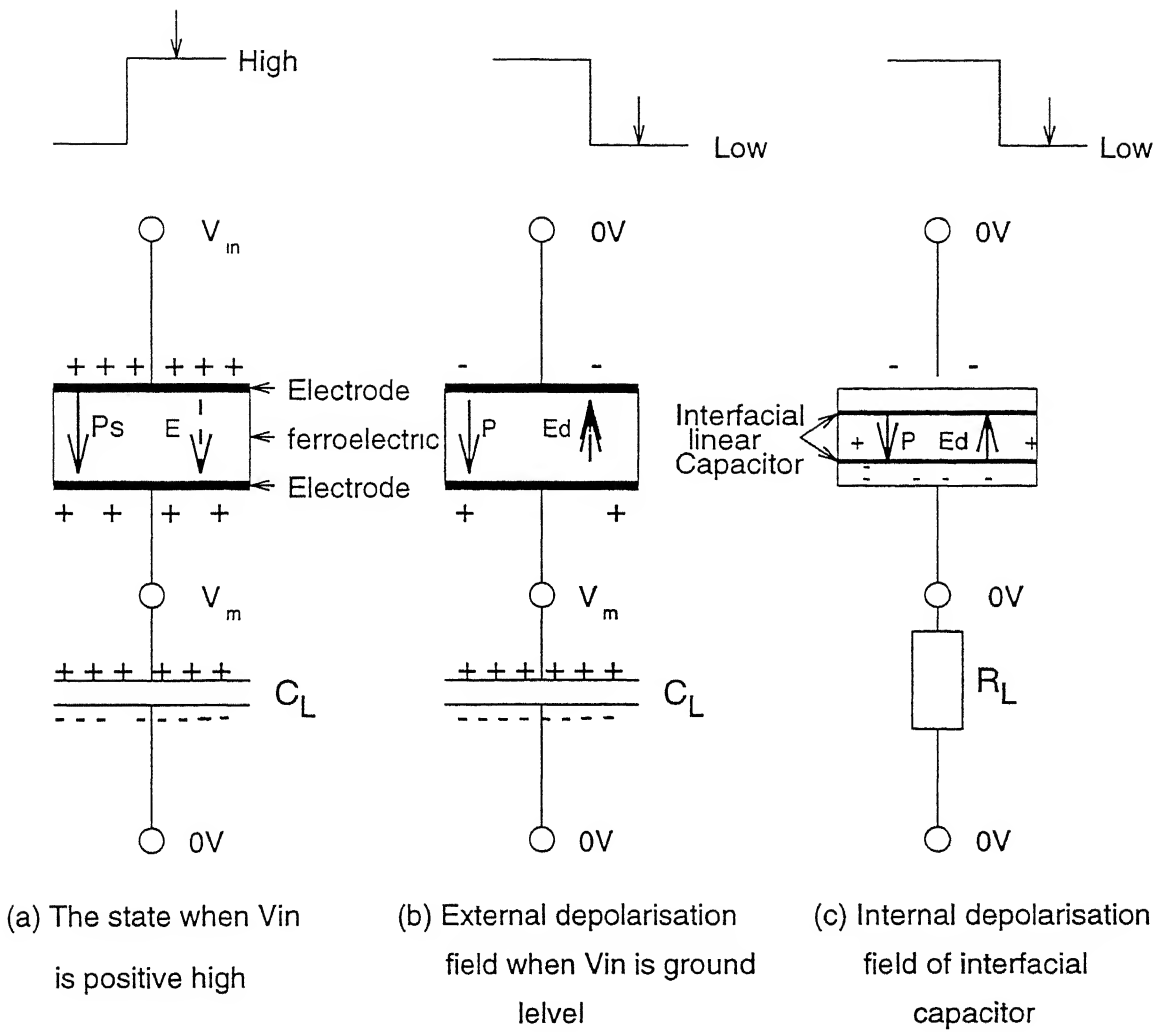 High
Low
Low
V in
0V
0V
+ + + + + +
- -
- -
Electrode
Ps E
ferroelectric
P Ed
Interfacial
linear
Capacitor
+ P Ed +
Electrode
- - - - -
+ + + +
+ +
V m
V m
0V
+ + + + + +
+ + + + + +
C L
C L
R L
- - - - - - -
- - - - - - -
0V
0V
0V
(a) The state when Vin
is positive high
(b) External depolarisation
field when Vin is ground
lelvel
(c) Internal depolarisation
field of interfacial
capacitor